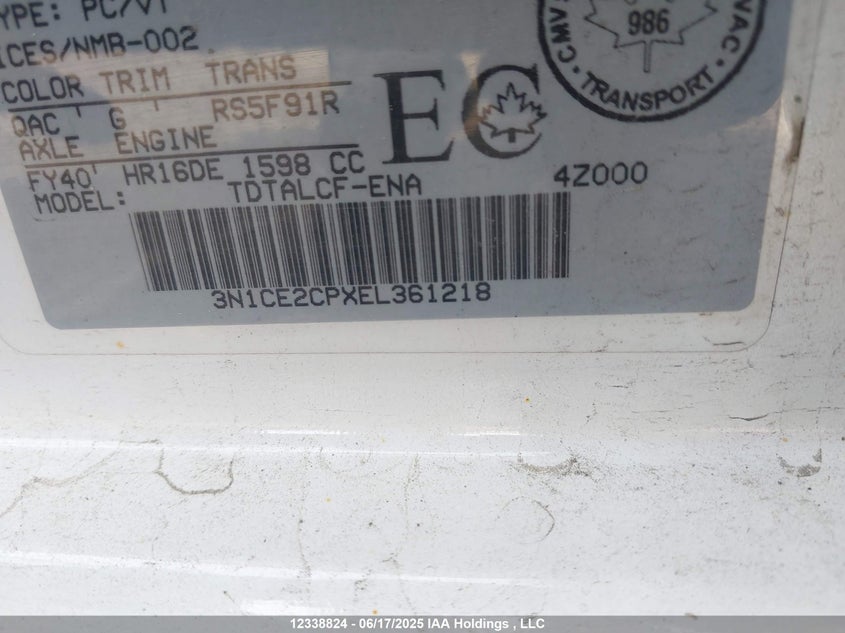 YPE: PC/VT
ICES/NMB-002
COLOR TRIM TRANS
QAC ' G ' RS5F91R
AXLE ENGINE
FY40' HR16DE 1598 CC
MODEL: TDTALCF-ENA 4Z000
3N1CE2CPXEL361218
EC
986
TRANSPORT
12338824 - 06/17/2025 IAA Holdings, LLC